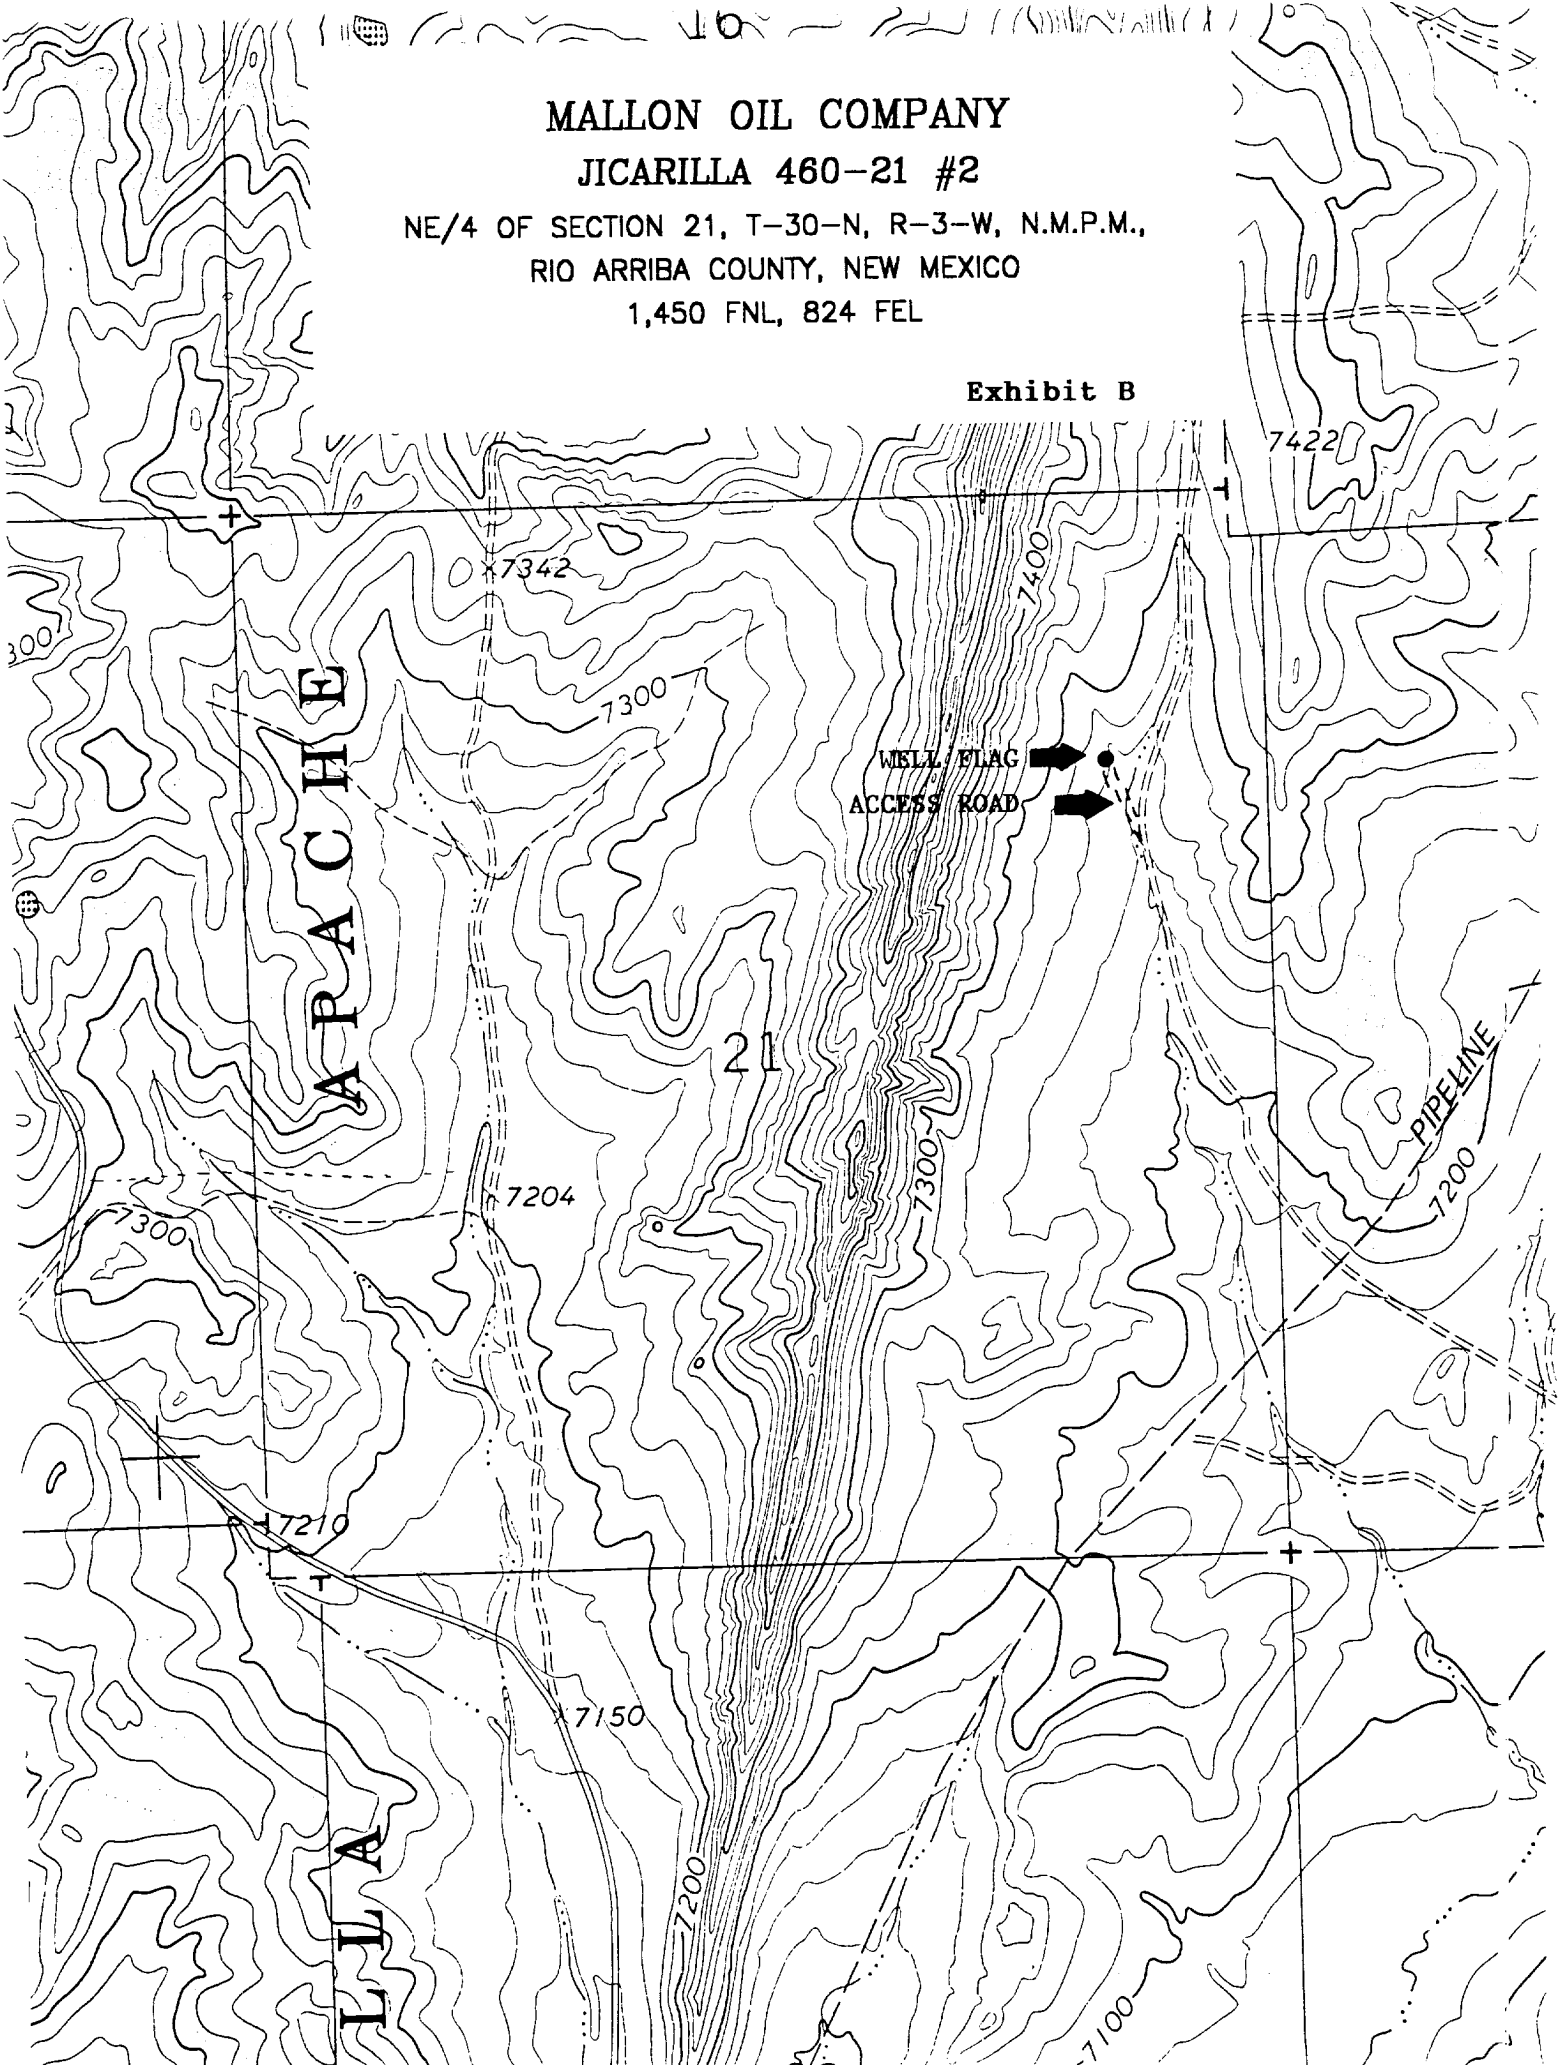 16
MALLON OIL COMPANY
JICARILLA 460-21 #2
NE/4 OF SECTION 21, T-30-N, R-3-W, N.M.P.M.,
RIO ARRIBA COUNTY, NEW MEXICO
1,450 FNL, 824 FEL
Exhibit B
7422
7400
7342
300
7300
APACHE
WELL FLAG
ACCESS ROAD
21
PIPELINE
7300
7200
7204
7300
7210
7150
7200
LLA
7100